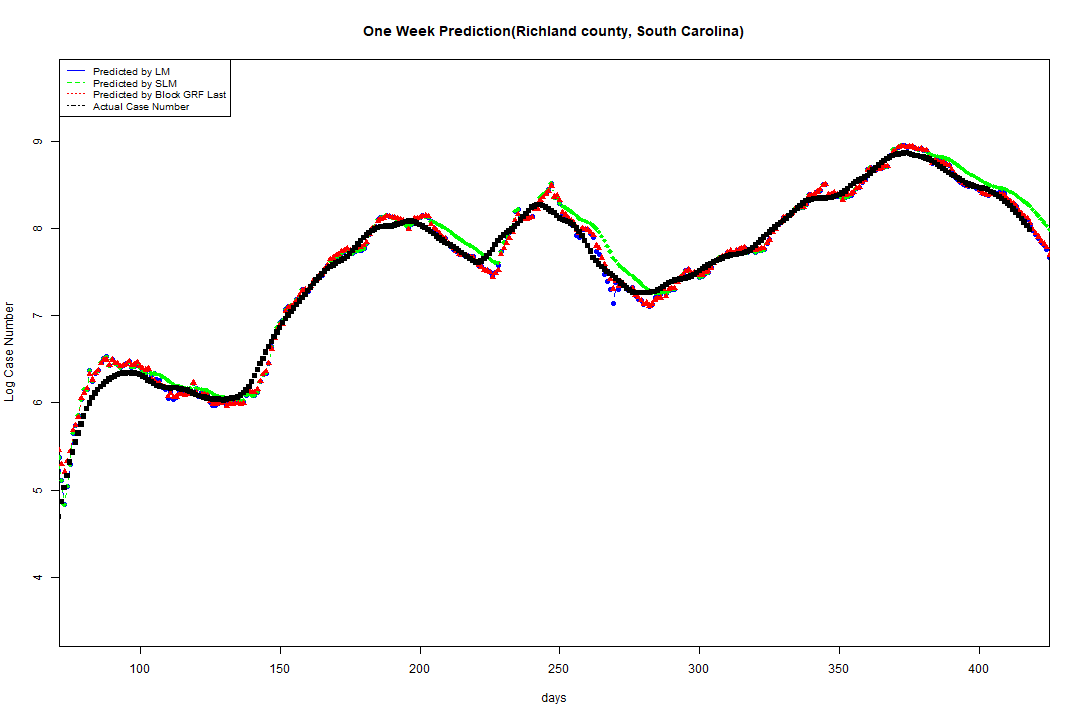 One Week Prediction(Richland county, South Carolina)
Predicted by LM
Predicted by SLM
Predicted by Block GRF Last
Actual Case Number
9
8
7
6
5
4
Log Case Number
100 150 200 250 300 350 400
days